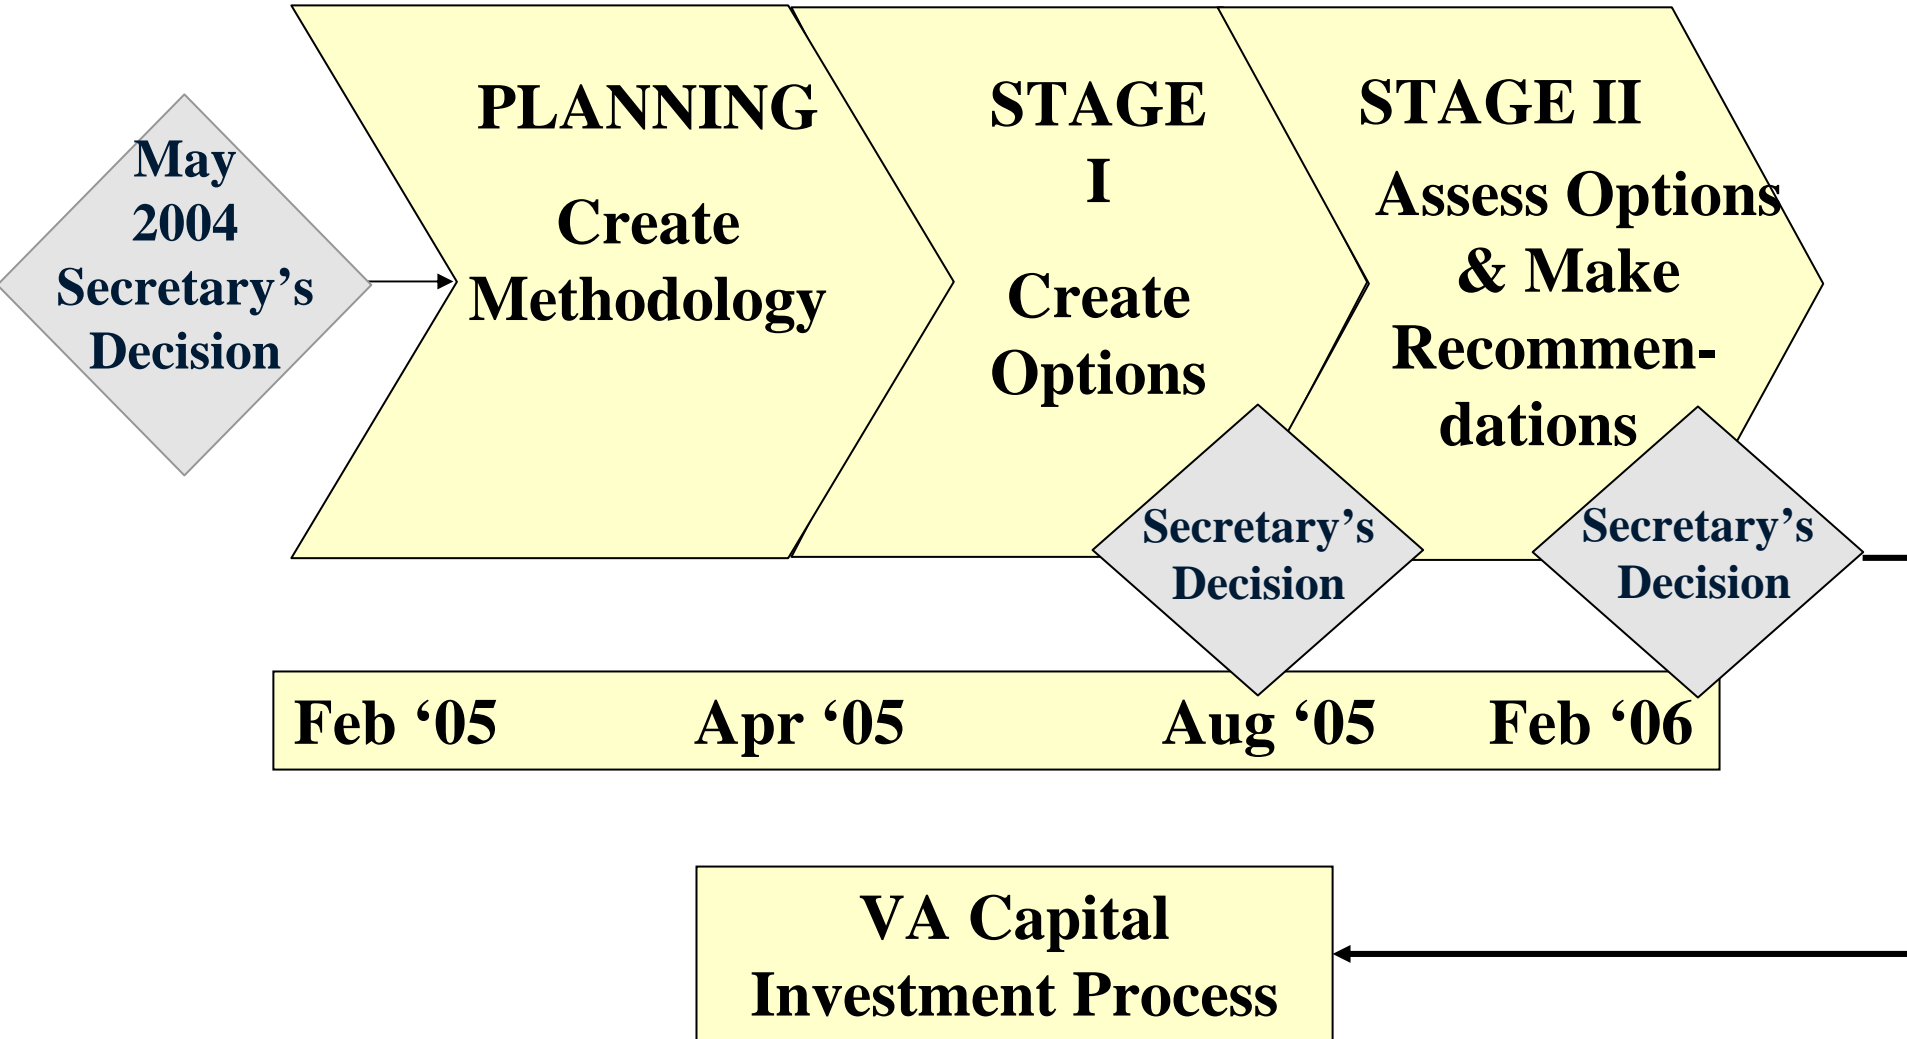 May
2004
Secretary’s
Decision
PLANNING
Create
Methodology
STAGE
I
Create
Options
STAGE II
Assess Options
& Make
Recommen-
dations
Secretary’s
Decision
Secretary’s
Decision
Feb ‘05 Apr ‘05 Aug ‘05 Feb ‘06
VA Capital
Investment Process